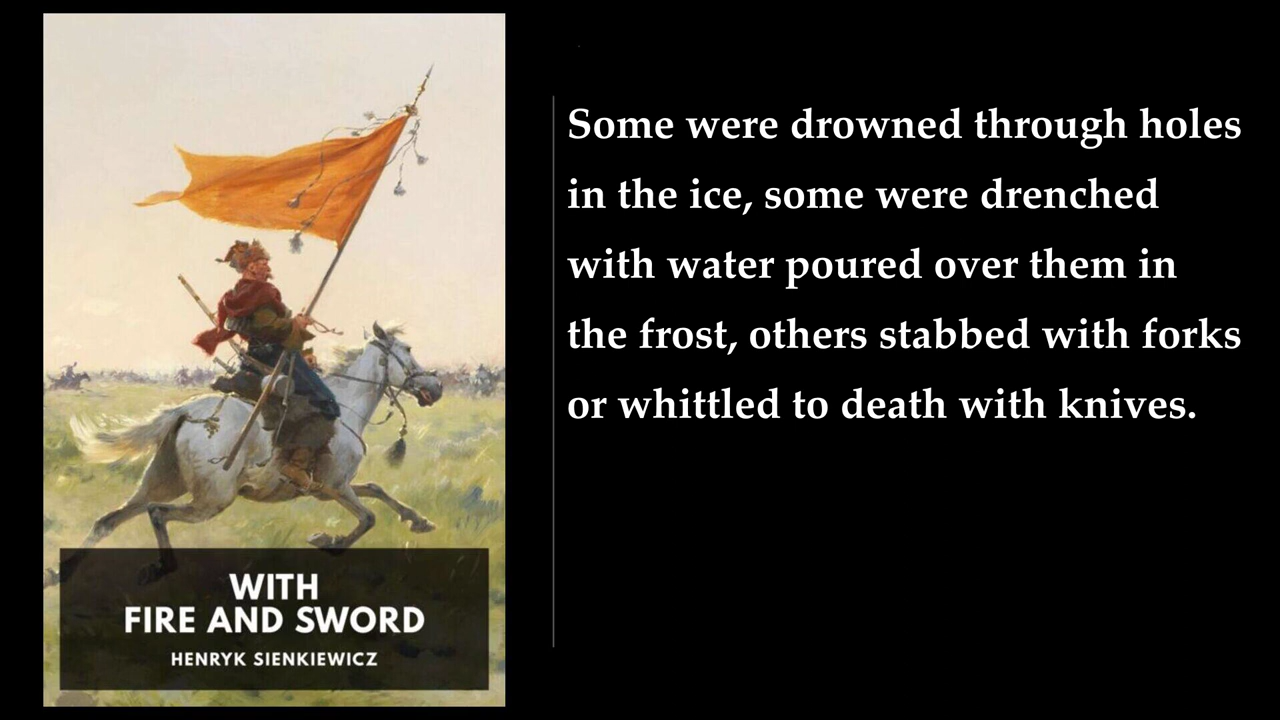 WITH
FIRE AND SWORD
HENRYK SIENKIEWICZ
Some were drowned through holes
in the ice, some were drenched
with water poured over them in
the frost, others stabbed with forks
or whittled to death with knives.